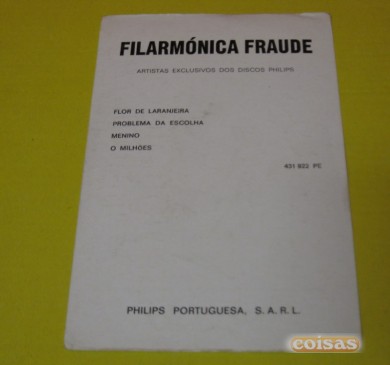 FILARMÓNICA FRAUDE
ARTISTAS EXCLUSIVOS DOS DISCOS PHILIPS
FLOR DE LARANJEIRA
PROBLEMA DA ESCOLHA
MENINO
O MILHÕES
431 922 PE
PHILIPS PORTUGUESA, S. A. R. L.
coisas